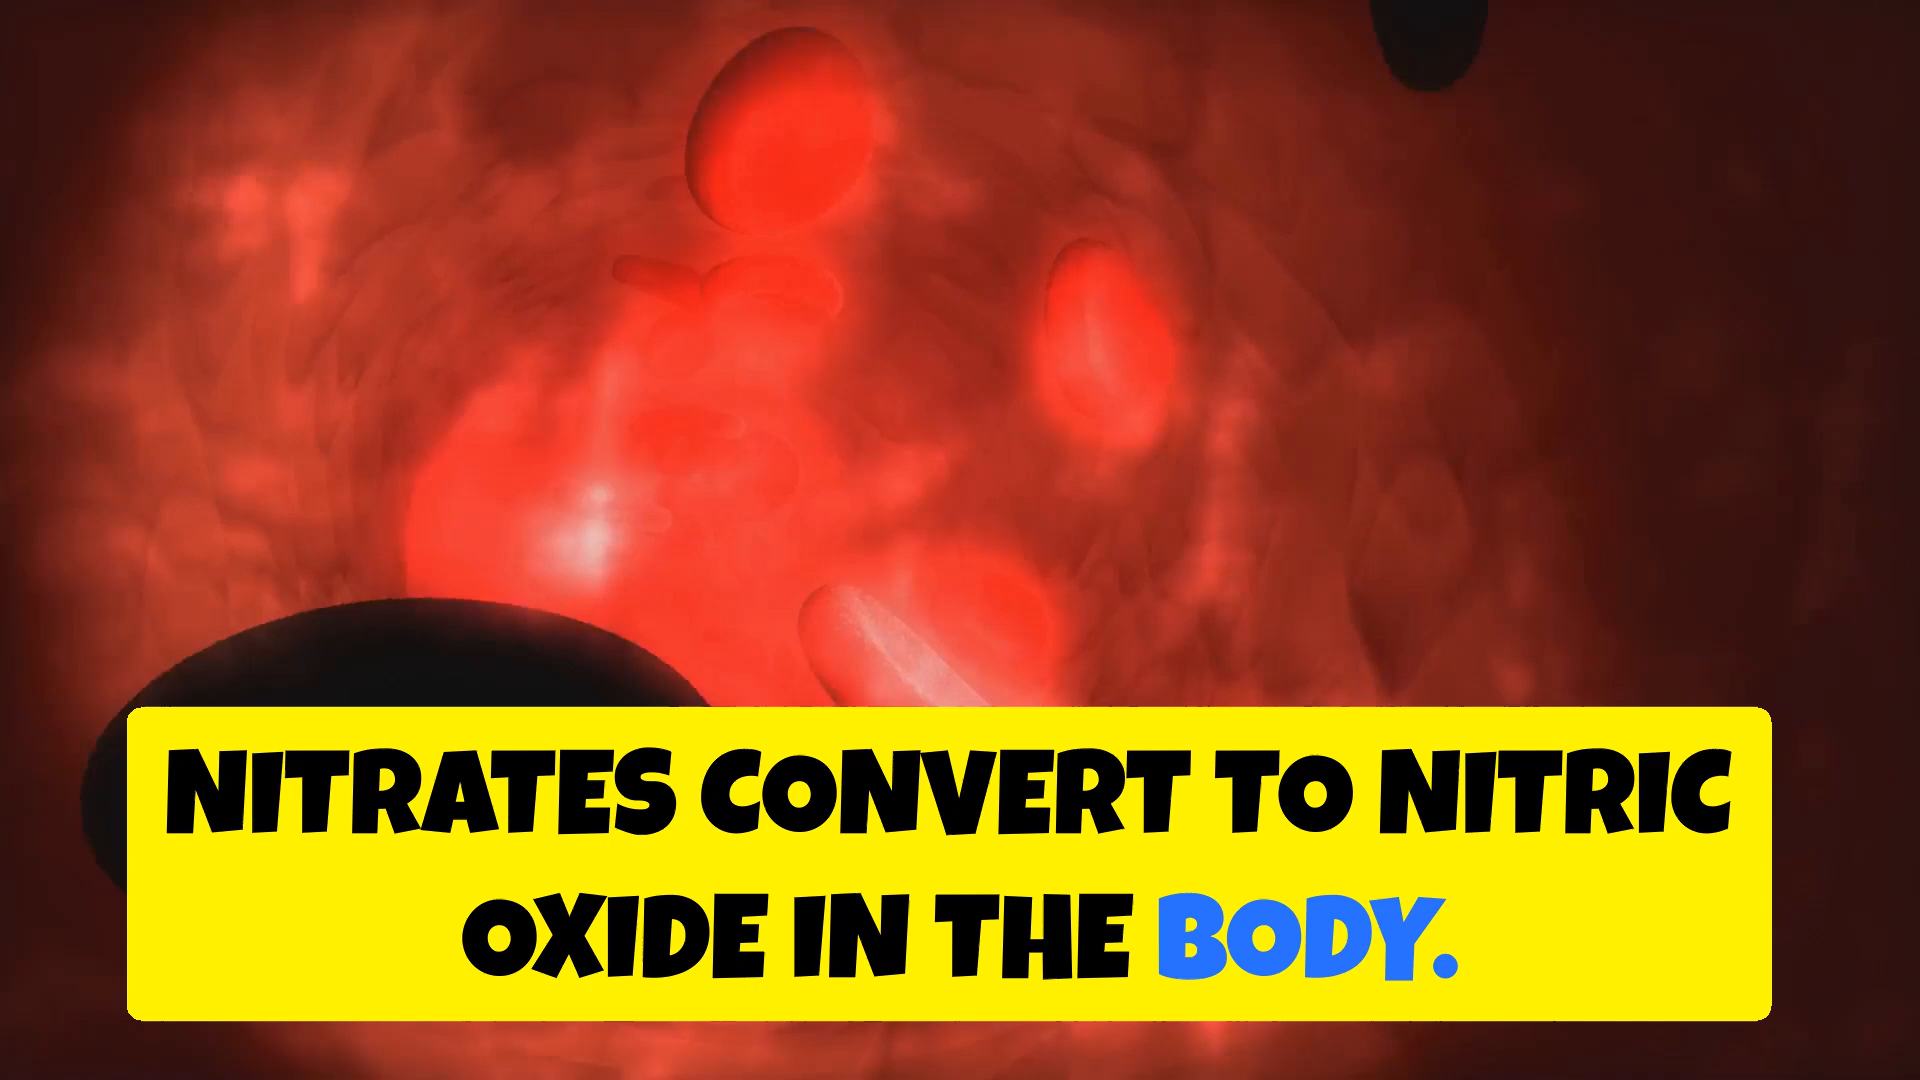 NITRATES CONVERT TO NITRIC
OXIDE IN THE BODY.